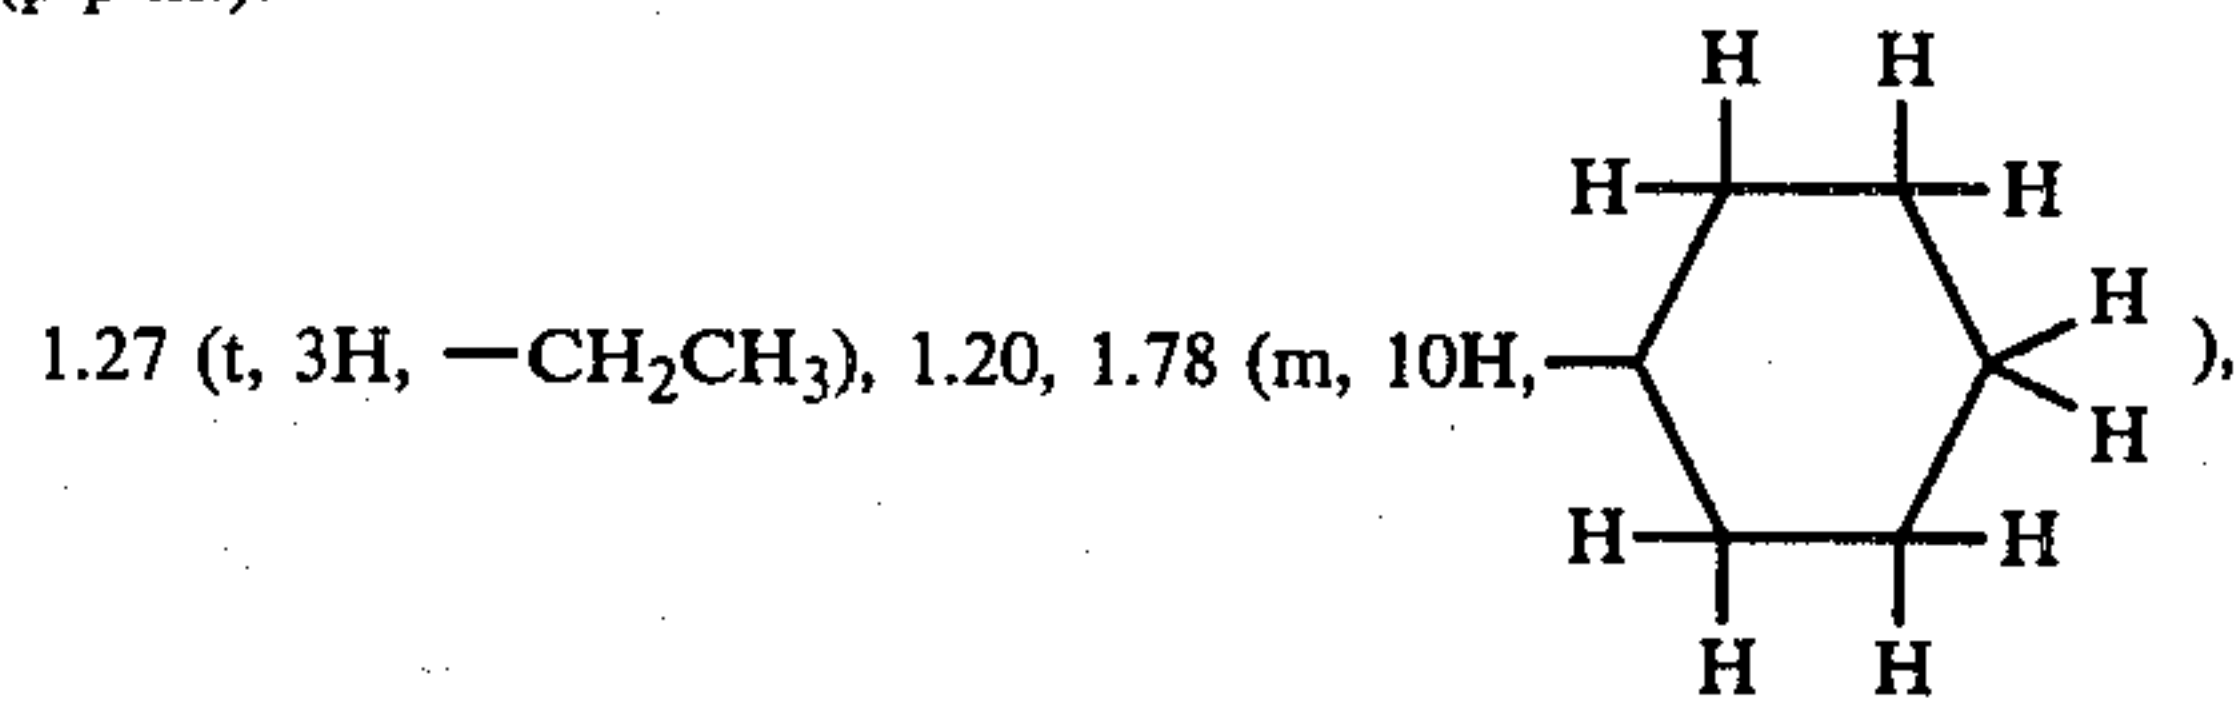 1.27 (t, 3H, —CH₂CH₃), 1.20, 1.78 (m, 10H, ),
H H
H H
H
H
H H
H H